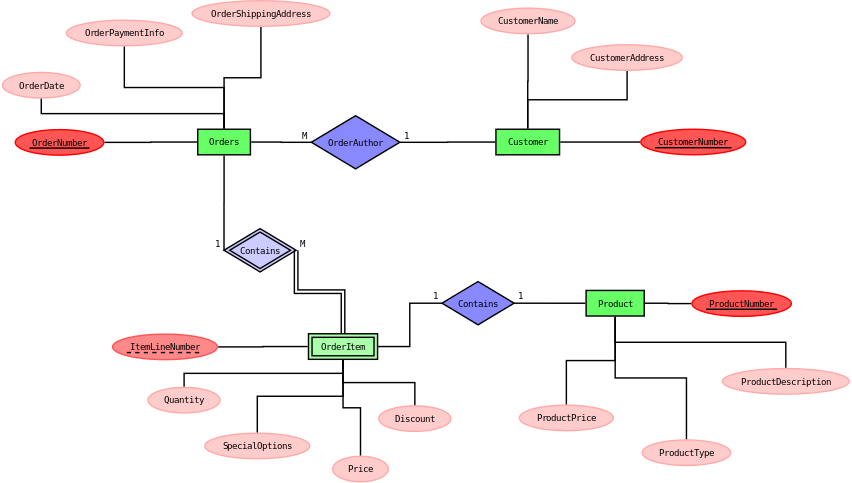 OrderShippingAddress
CustomerName
OrderPaymentInfo
CustomerAddress
OrderDate
OrderNumber
Orders
M
OrderAuthor
1
Customer
CustomerNumber
1
Contains
M
1
Contains
1
Product
ProductNumber
ItemLineNumber
OrderItem
ProductDescription
Quantity
Discount
ProductPrice
SpecialOptions
ProductType
Price